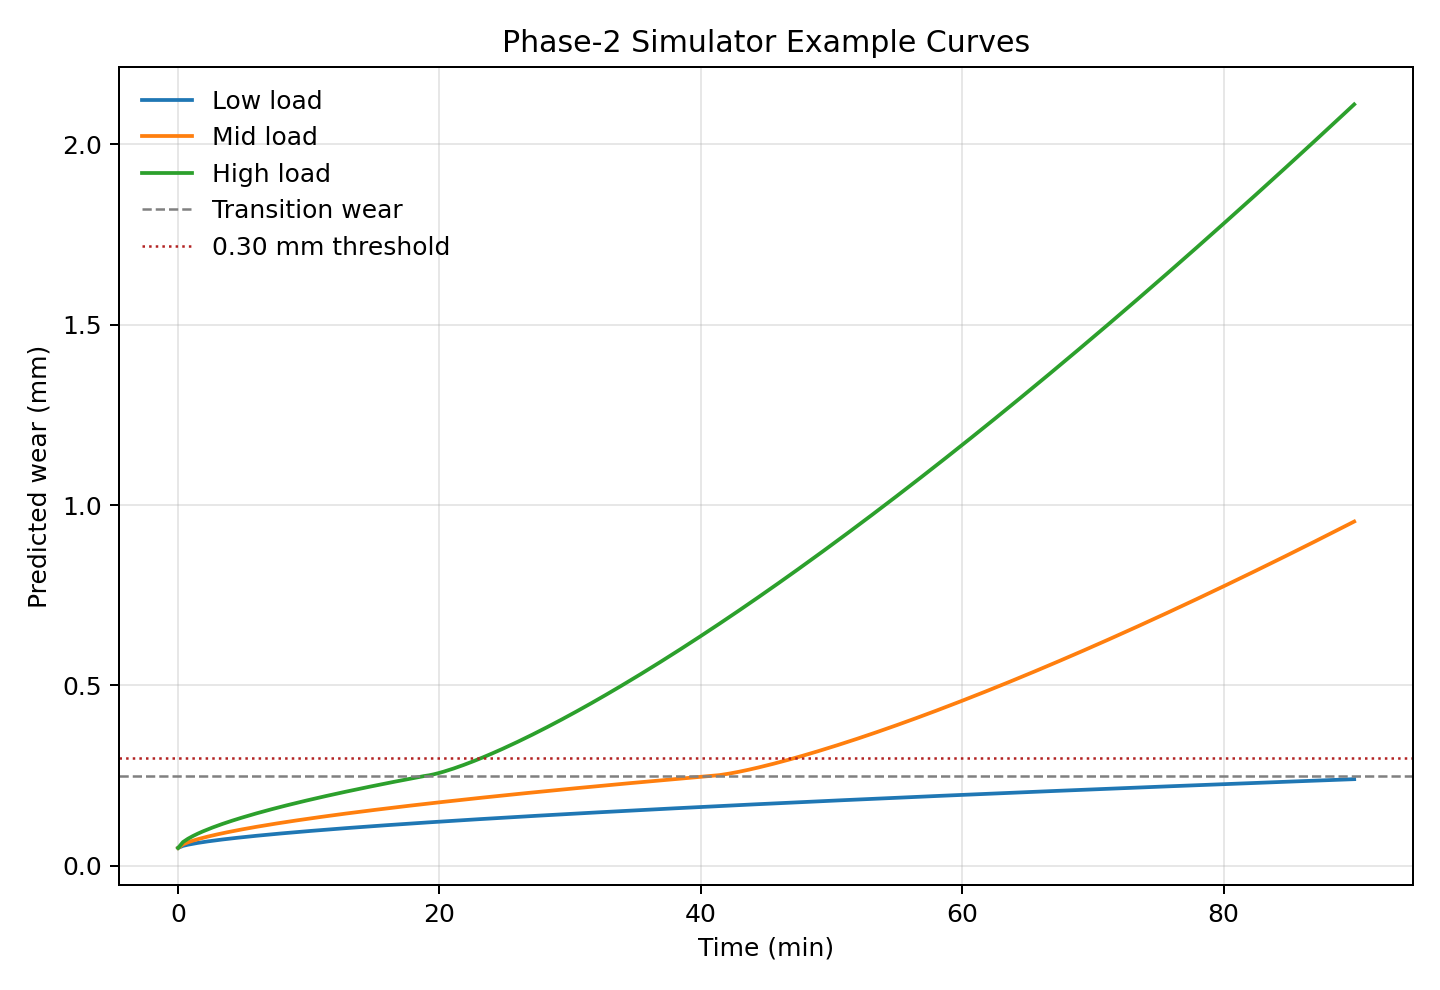 Phase-2 Simulator Example Curves
Low load
Mid load
High load
Transition wear
0.30 mm threshold
Predicted wear (mm)
2.0
1.5
1.0
0.5
0.0
0 20 40 60 80
Time (min)